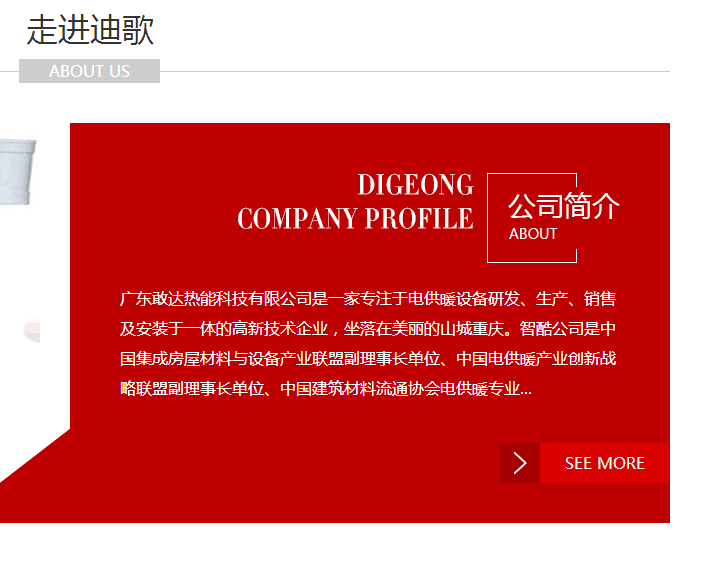 走进迪歌
ABOUT US
DIGEONG
COMPANY PROFILE
公司简介
ABOUT
广东敢达热能科技有限公司是一家专注于电供暖设备研发、生产、销售
及安装于一体的高新技术企业，坐落在美丽的山城重庆。智酷公司是中
国集成房屋材料与设备产业联盟副理事长单位、中国电供暖产业创新战
略联盟副理事长单位、中国建筑材料流通协会电供暖专业...
SEE MORE